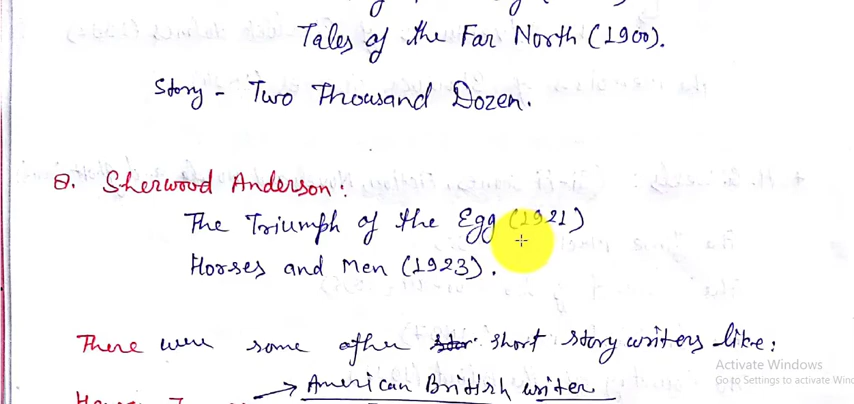 Tales of the Far North (1900).
Story - Two Thousand Dozen.
8. Sherwood Anderson:
The Triumph of the Egg (1921)
Horses and Men (1923).
There were some other short story writers like:
Activate Windows
Go to Settings to activate Winc
→ American British writer